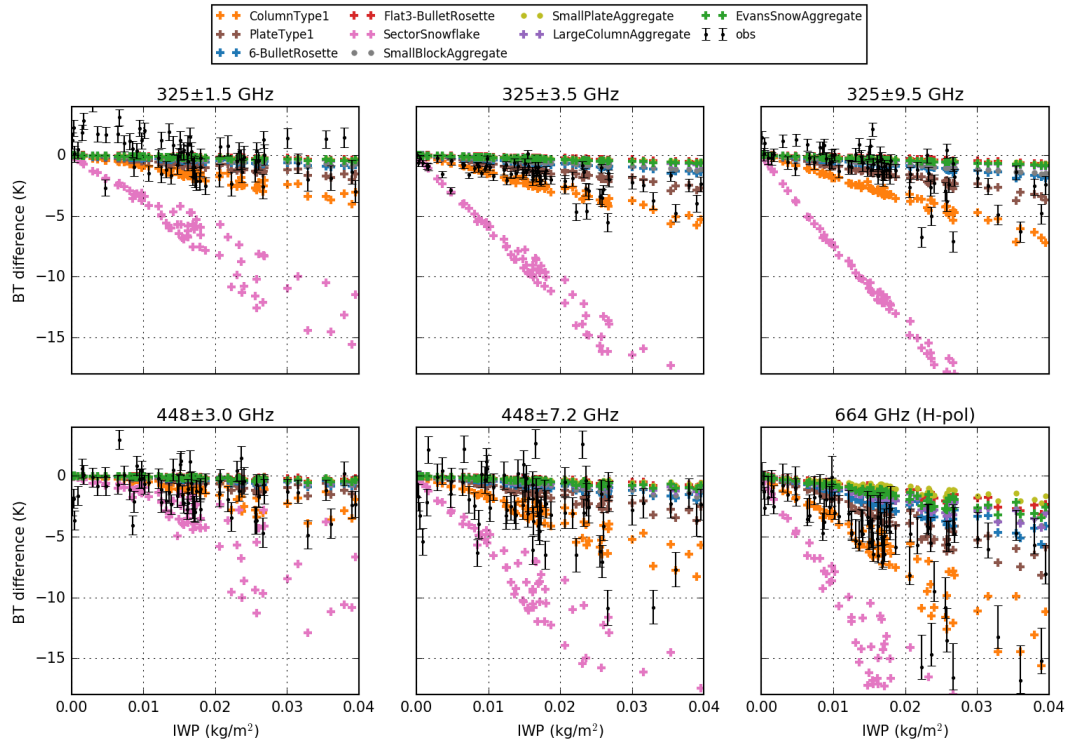 ColumnType1 Flat3-BulletRosette SmallPlateAggregate EvansSnowAggregate
PlateType1 SectorSnowflake LargeColumnAggregate obs
6-BulletRosette SmallBlockAggregate
325±1.5 GHz 325±3.5 GHz 325±9.5 GHz
0
−5
−10
−15
BT difference (K)
448±3.0 GHz 448±7.2 GHz 664 GHz (H-pol)
0
−5
−10
−15
BT difference (K)
0.00 0.01 0.02 0.03 0.04 0.00 0.01 0.02 0.03 0.04 0.00 0.01 0.02 0.03 0.04
IWP (kg/m²) IWP (kg/m²) IWP (kg/m²)